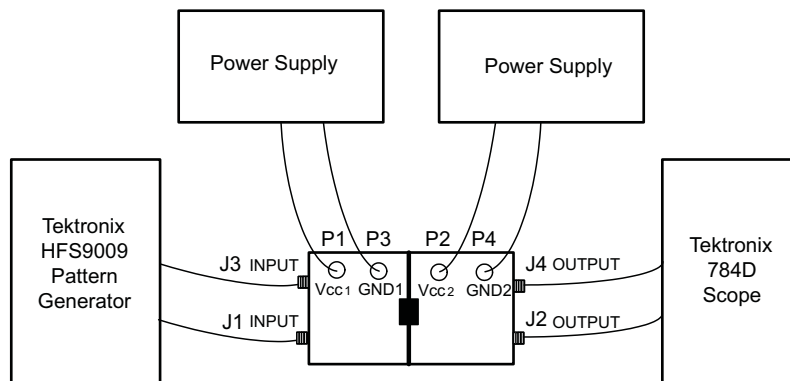 Power Supply
Power Supply
Tektronix
HFS9009
Pattern
Generator
P1 P3 P2 P4
J3 INPUT
J4 OUTPUT
Vcc1 GND1 Vcc2 GND2
J1 INPUT
J2 OUTPUT
Tektronix
784D
Scope